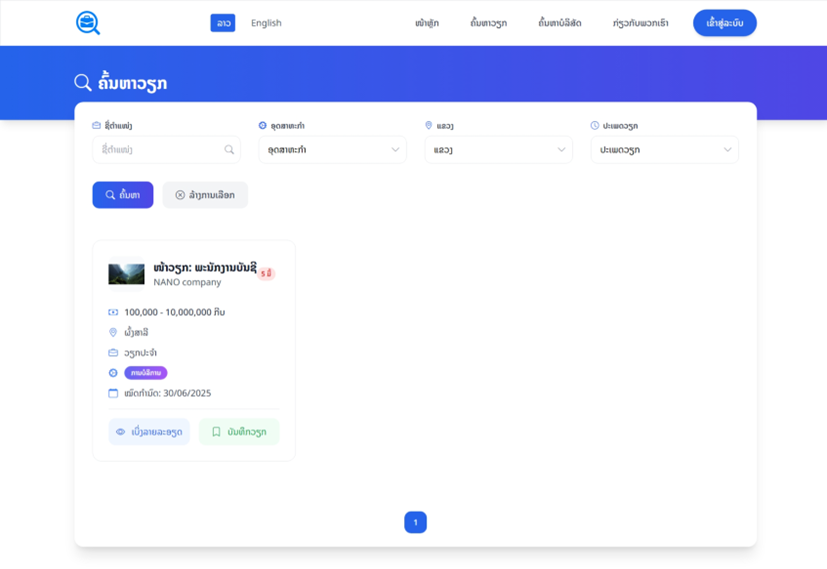 ລາວ English ໜ້າຫຼັກ ຄົ້ນຫາວຽກ ຄົ້ນຫາບໍລິສັດ ກ່ຽວກັບພວກເຮົາ ເຂົ້າສູ່ລະບົບ
ຄົ້ນຫາວຽກ
ຊື່ຕຳແໜ່ງ ອຸດສາຫະກຳ ແຂວງ ປະເພດວຽກ
ຊື່ຕຳແໜ່ງ ອຸດສາຫະກຳ ແຂວງ ປະເພດວຽກ
ຄົ້ນຫາ ລ້າງການເລືອກ
ໜ້າວຽກ: ພະນັກງານບັນຊີ
5 ມື້
NANO company
100,000 - 10,000,000 ກີບ
ຜົ້ງສາລີ
ວຽກປະຈຳ
ການບໍລິການ
ໝົດກຳນົດ: 30/06/2025
ເບິ່ງລາຍລະອຽດ ບັນທຶກວຽກ
1